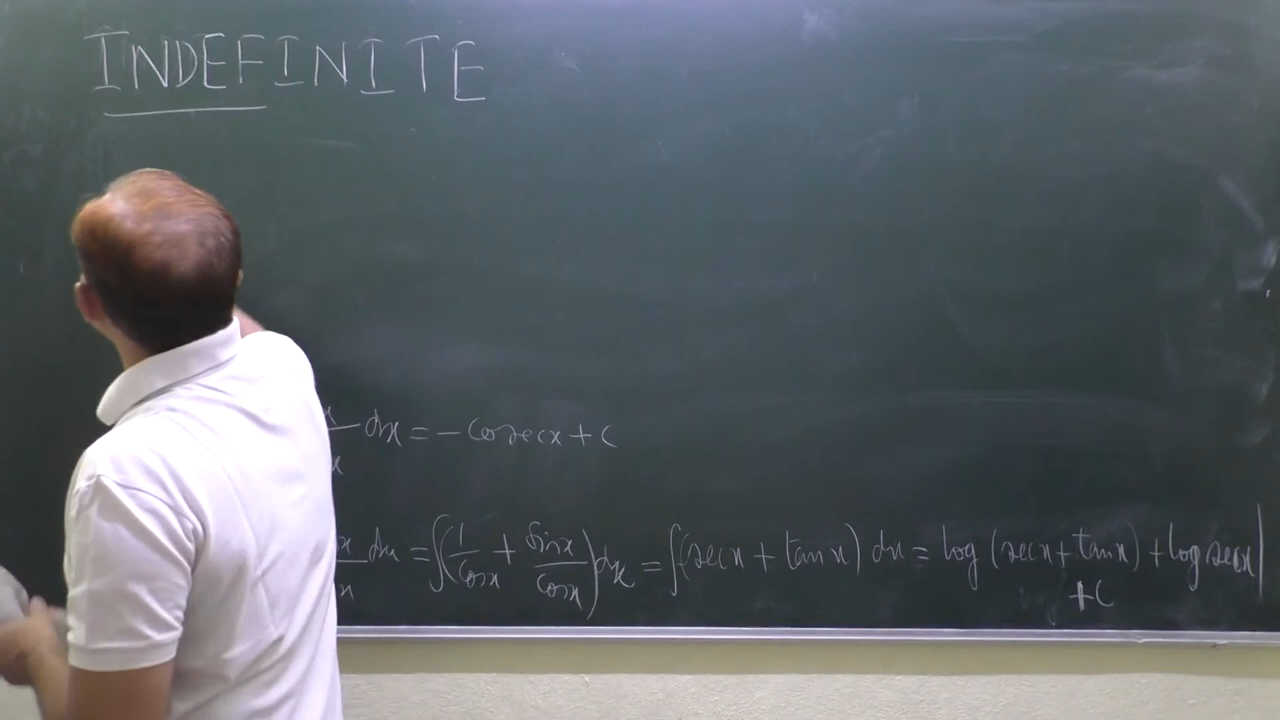 INDEFINITE
dx = - cosecx + c
x
x dx = ∫(1/cosx + sinx/cosx)dx = ∫(secx + tanx) dx = log (secx + tanx) + log secx|
x + c